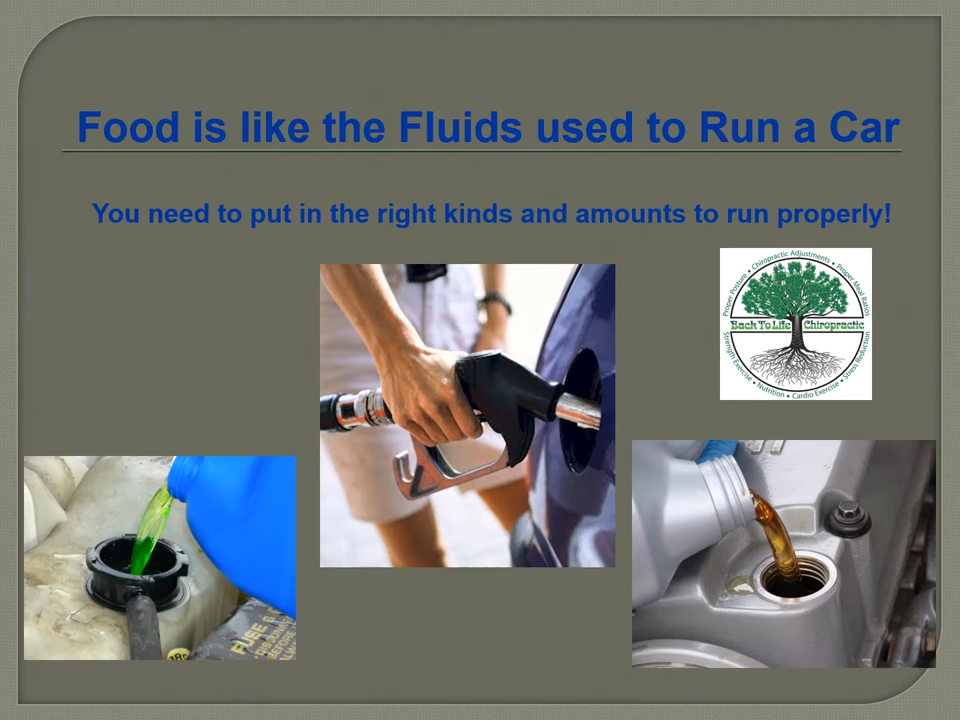 Food is like the Fluids used to Run a Car
You need to put in the right kinds and amounts to run properly!
Proper Posture • Chiropractic Adjustments • Proper Meal Ratios
Back To Life Chiropractic
Strength Exercise • Nutrition • Cardio Exercise • Stress Reduction
FUSE